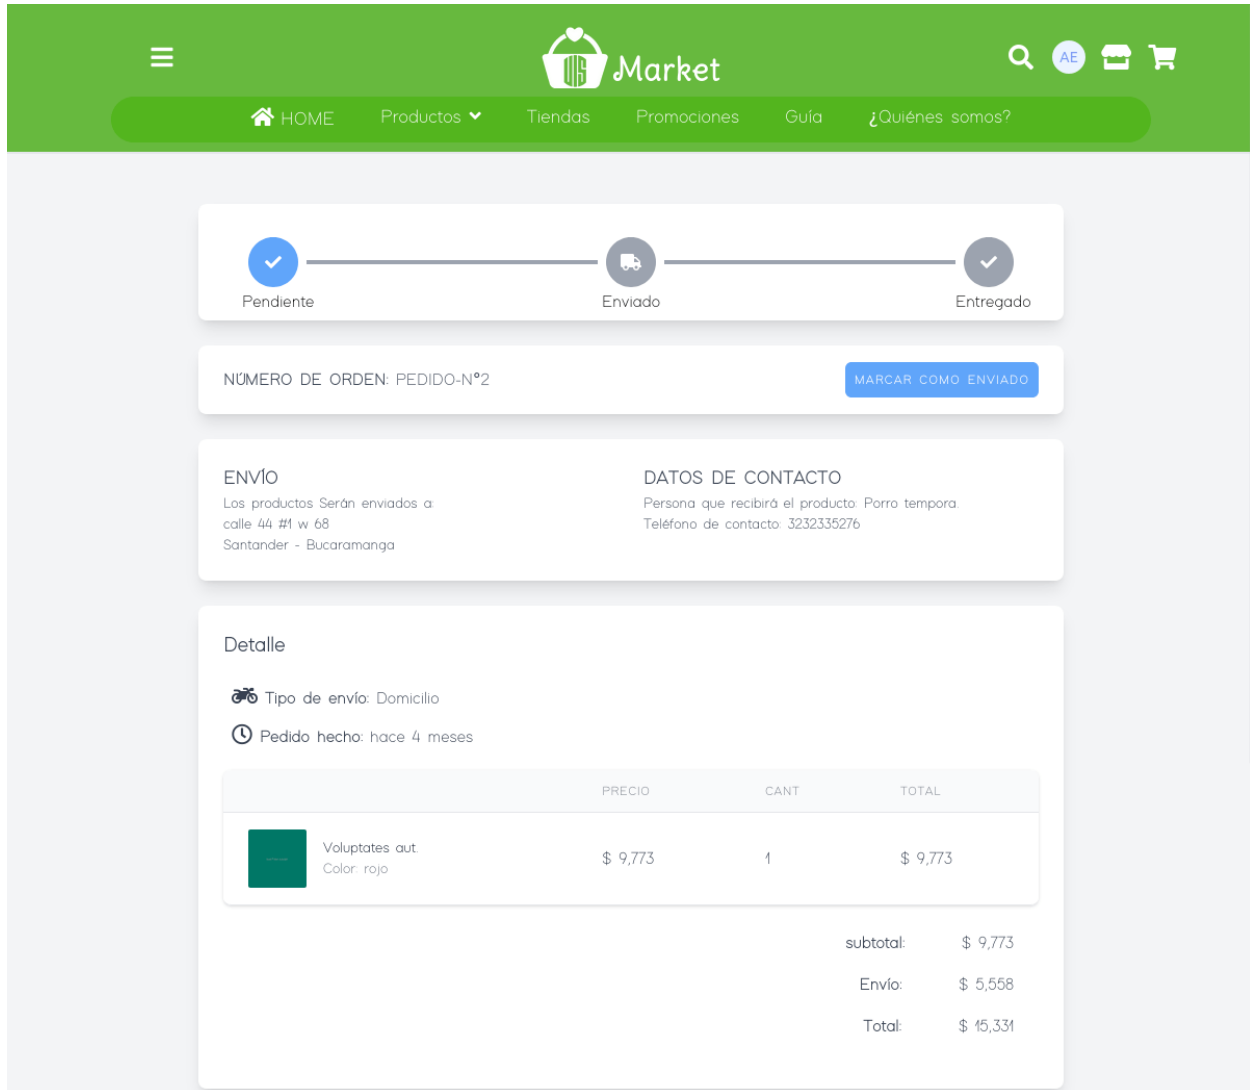 UIS Market
AE
HOME Productos Tiendas Promociones Guía ¿Quiénes somos?
Pendiente Enviado Entregado
NÚMERO DE ORDEN: PEDIDO-Nº2 MARCAR COMO ENVIADO
ENVÍO
Los productos Serán enviados a:
calle 44 #1 w 68
Santander - Bucaramanga
DATOS DE CONTACTO
Persona que recibirá el producto: Porro tempora.
Teléfono de contacto: 3232335276
Detalle
Tipo de envío: Domicilio
Pedido hecho: hace 4 meses
PRECIO CANT TOTAL
Voluptates aut. $ 9,773 1 $ 9,773
Color: rojo
subtotal: $ 9,773
Envío: $ 5,558
Total: $ 15,331